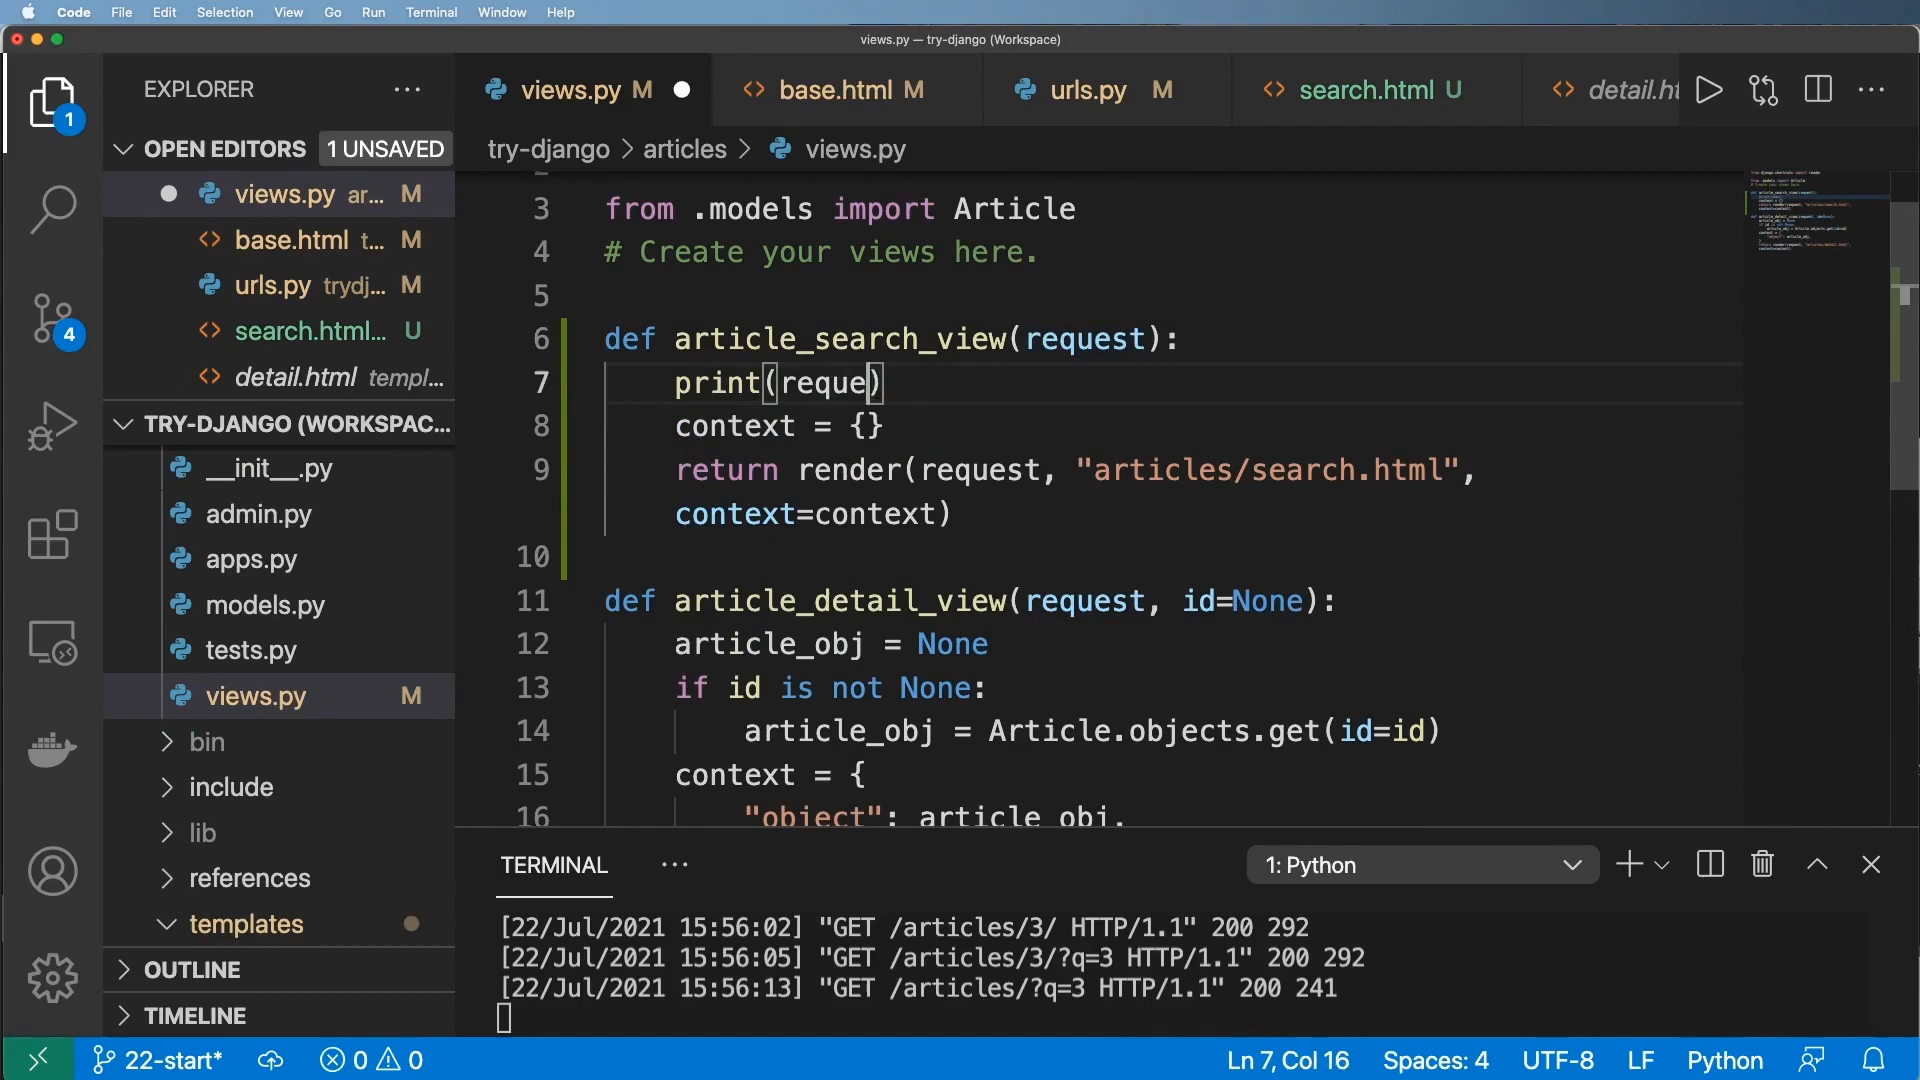 Code File Edit Selection View Go Run Terminal Window Help
views.py — try-django (Workspace)
EXPLORER
views.py M
base.html M
urls.py M
search.html U
detail.ht
OPEN EDITORS 1 UNSAVED
try-django > articles > views.py
views.py ar... M
base.html t... M
urls.py trydj... M
search.html... U
detail.html templ...
TRY-DJANGO (WORKSPAC...
__init__.py
admin.py
apps.py
models.py
tests.py
views.py M
bin
include
lib
references
templates
OUTLINE
TIMELINE
1
4
2
3 from .models import Article
4 # Create your views here.
5
6 def article_search_view(request):
7 print(reque)
8 context = {}
9 return render(request, "articles/search.html",
context=context)
10
11 def article_detail_view(request, id=None):
12 article_obj = None
13 if id is not None:
14 article_obj = Article.objects.get(id=id)
15 context = {
16 "object": article_obj,
TERMINAL
1: Python
[22/Jul/2021 15:56:02] "GET /articles/3/ HTTP/1.1" 200 292
[22/Jul/2021 15:56:05] "GET /articles/3/?q=3 HTTP/1.1" 200 292
[22/Jul/2021 15:56:13] "GET /articles/?q=3 HTTP/1.1" 200 241
22-start* 0 0 Ln 7, Col 16 Spaces: 4 UTF-8 LF Python